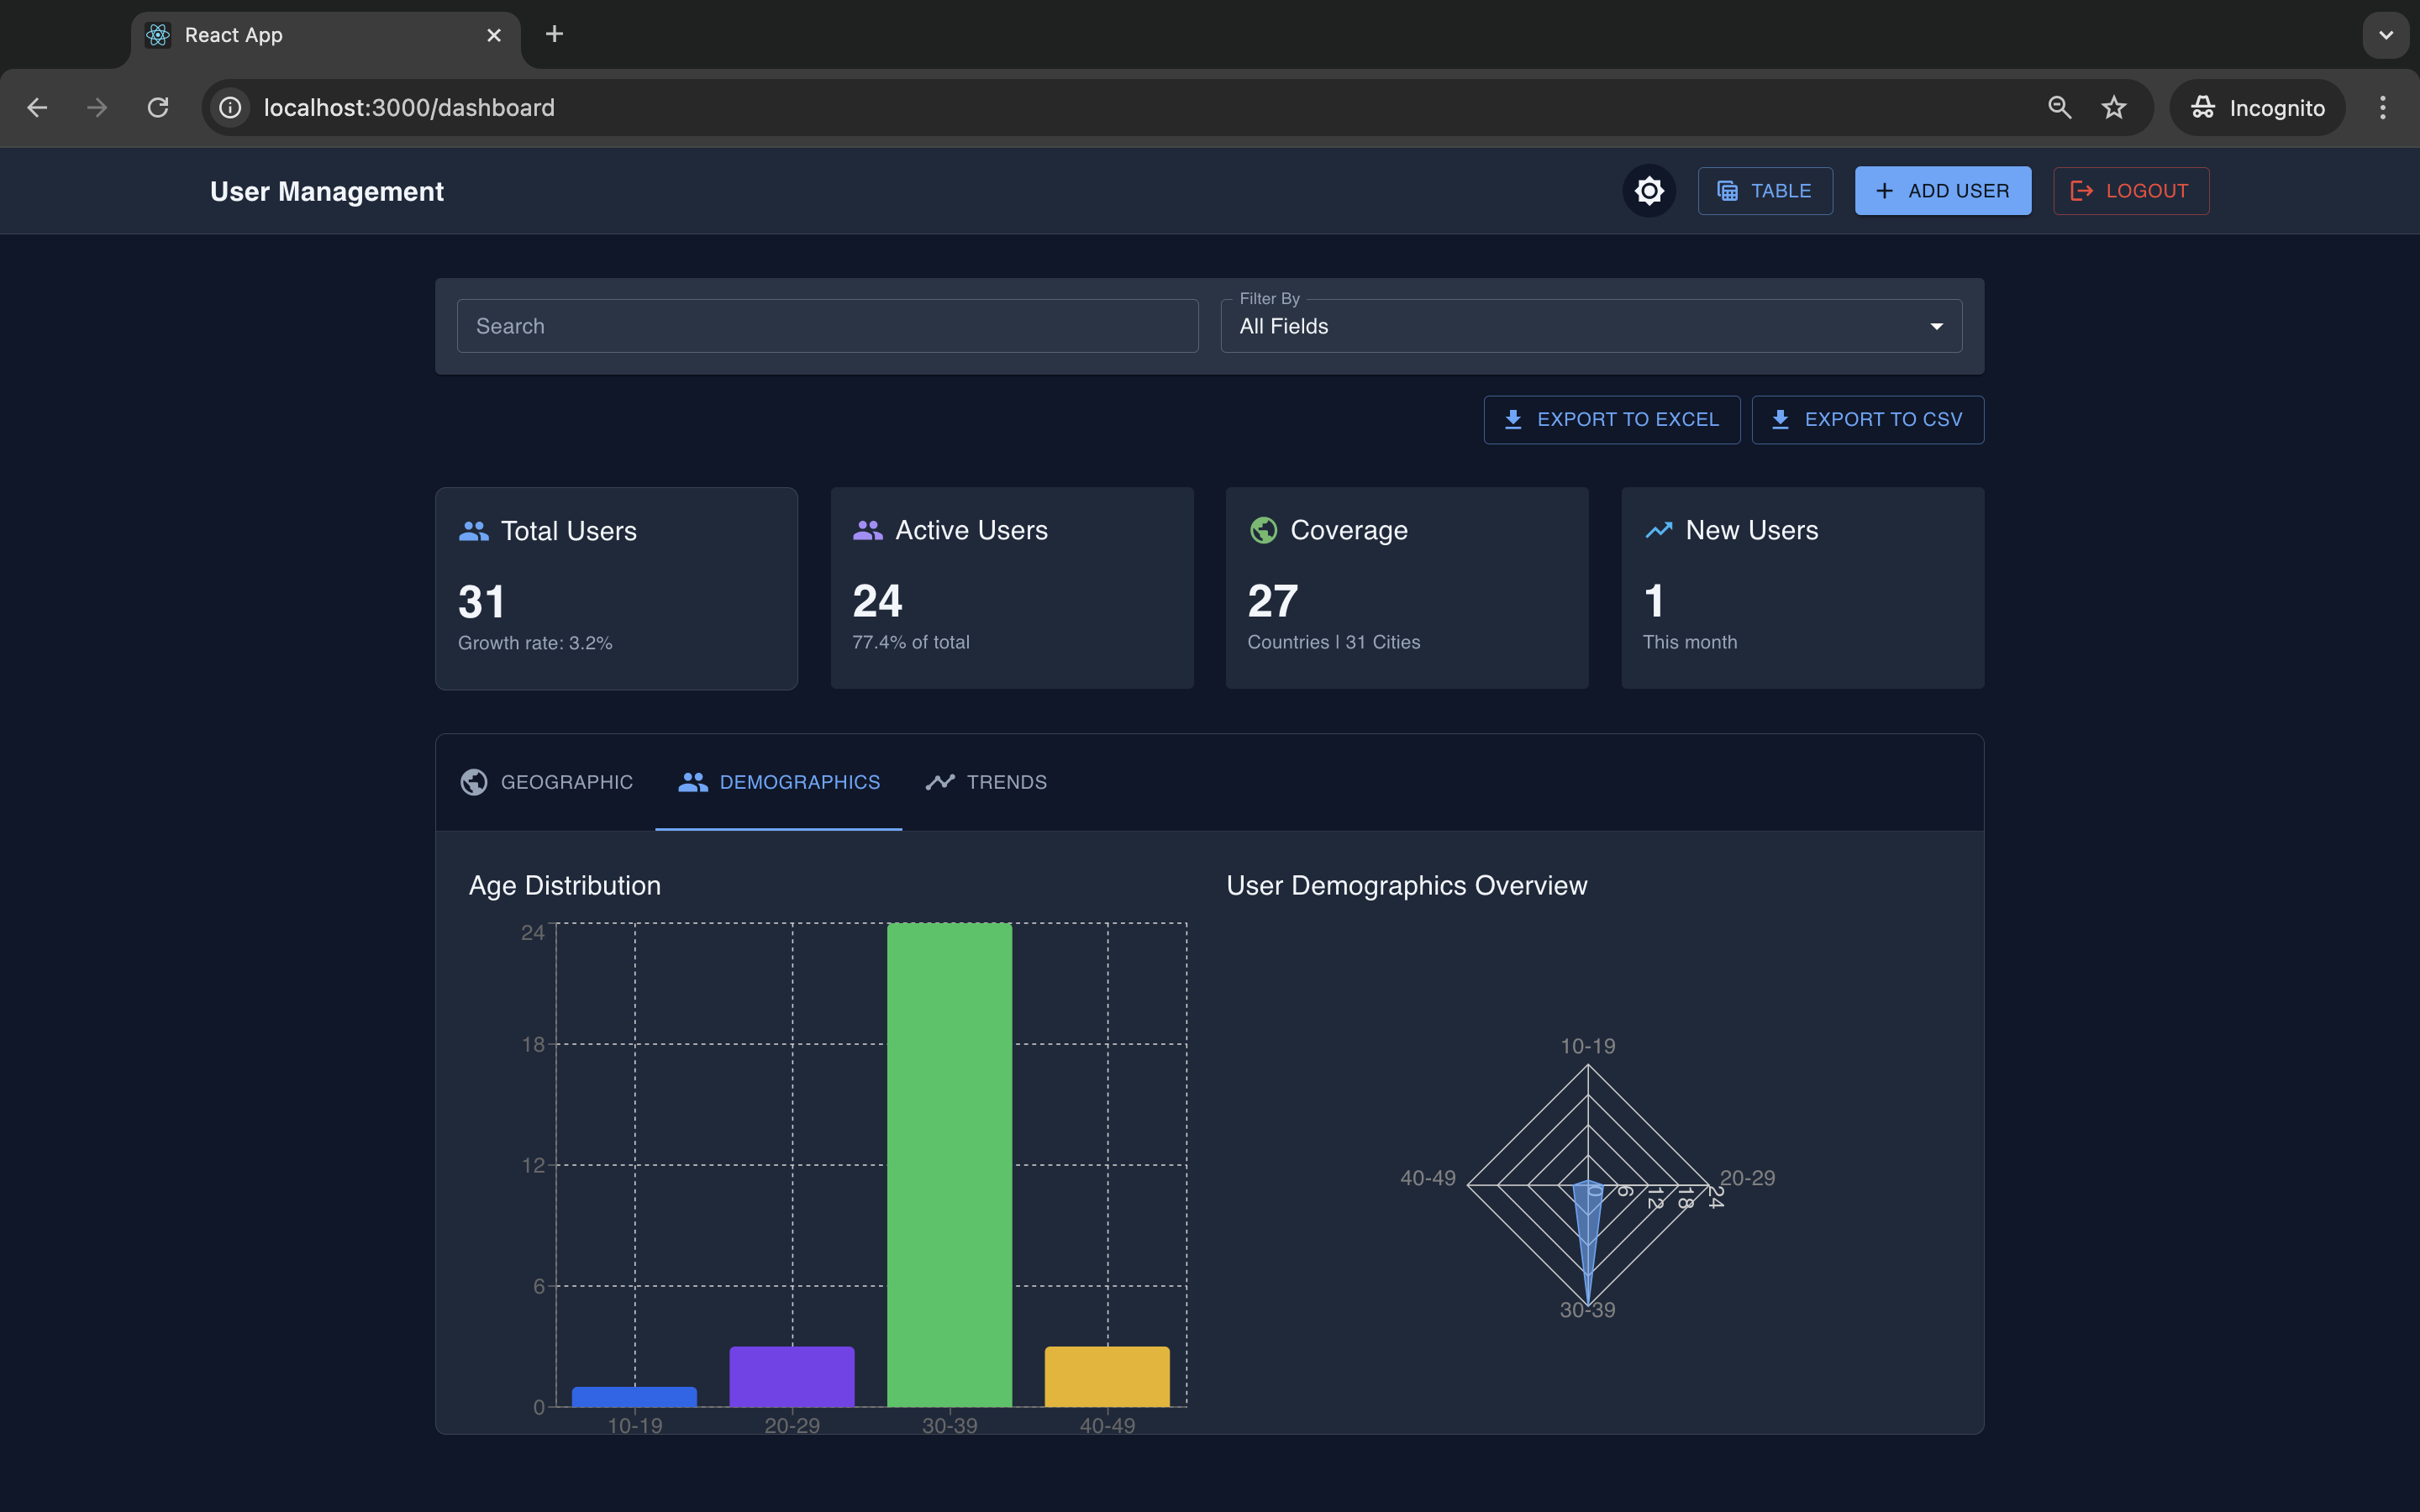 React App
localhost:3000/dashboard
Incognito
User Management
TABLE
ADD USER
LOGOUT
Search
Filter By
All Fields
EXPORT TO EXCEL
EXPORT TO CSV
Total Users
31
Growth rate: 3.2%
Active Users
24
77.4% of total
Coverage
27
Countries | 31 Cities
New Users
1
This month
GEOGRAPHIC
DEMOGRAPHICS
TRENDS
Age Distribution
24
18
12
6
0
10-19
20-29
30-39
40-49
User Demographics Overview
10-19
40-49
20-29
0
6
12
18
24
30-39